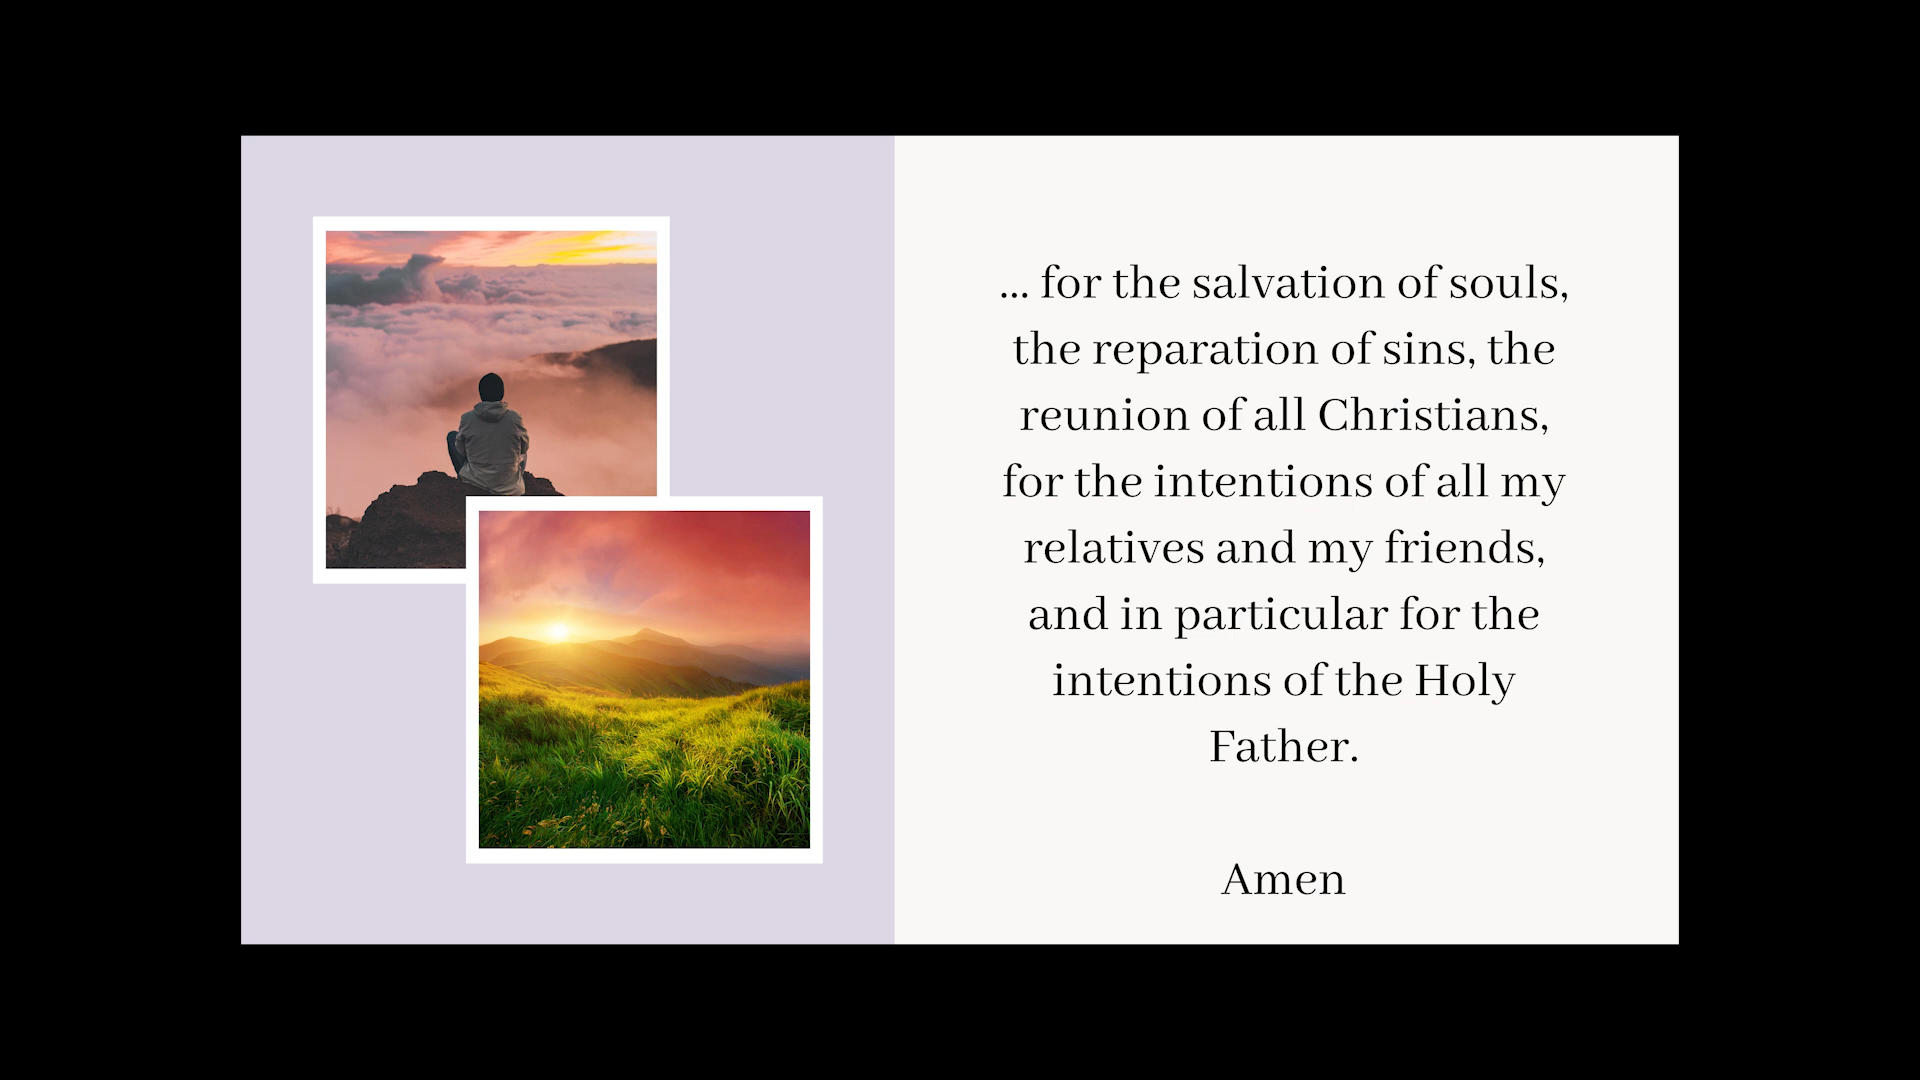 ... for the salvation of souls,
the reparation of sins, the
reunion of all Christians,
for the intentions of all my
relatives and my friends,
and in particular for the
intentions of the Holy
Father.
Amen